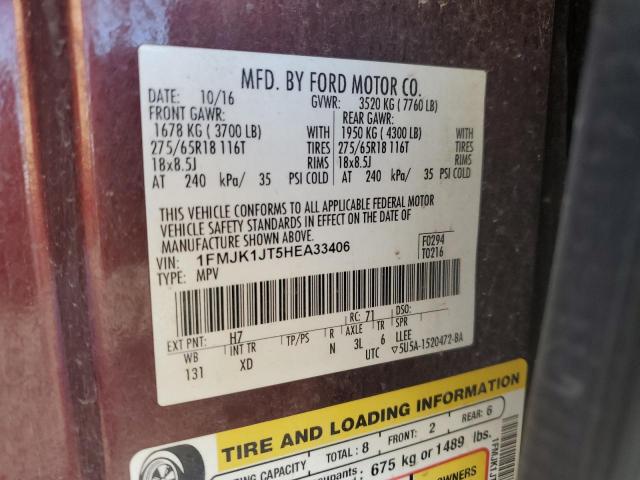 MFD. BY FORD MOTOR CO.
DATE: 10/16 GVWR: 3520 KG ( 7760 LB)
FRONT GAWR: REAR GAWR:
1678 KG ( 3700 LB) WITH 1950 KG ( 4300 LB) WITH
275/65R18 116T TIRES 275/65R18 116T TIRES
18x8.5J RIMS 18x8.5J RIMS
AT 240 kPa/ 35 PSI COLD AT 240 kPa/ 35 PSI COLD
THIS VEHICLE CONFORMS TO ALL APPLICABLE FEDERAL MOTOR
VEHICLE SAFETY STANDARDS IN EFFECT ON THE DATE OF
MANUFACTURE SHOWN ABOVE.
VIN: 1FMJK1JT5HEA33406 F0294
TYPE: MPV T0216
EXT PNT: H7 RC: 71 DSO:
WB INT TR TP/PS R AXLE TR SPR
131 XD N 3L 6 LLEE
UTC ▽5U5A-1520472-BA
TIRE AND LOADING INFORMATION
SEATING CAPACITY TOTAL: 8 FRONT: 2 REAR: 6
675 kg or 1489 lbs.
OWNERS